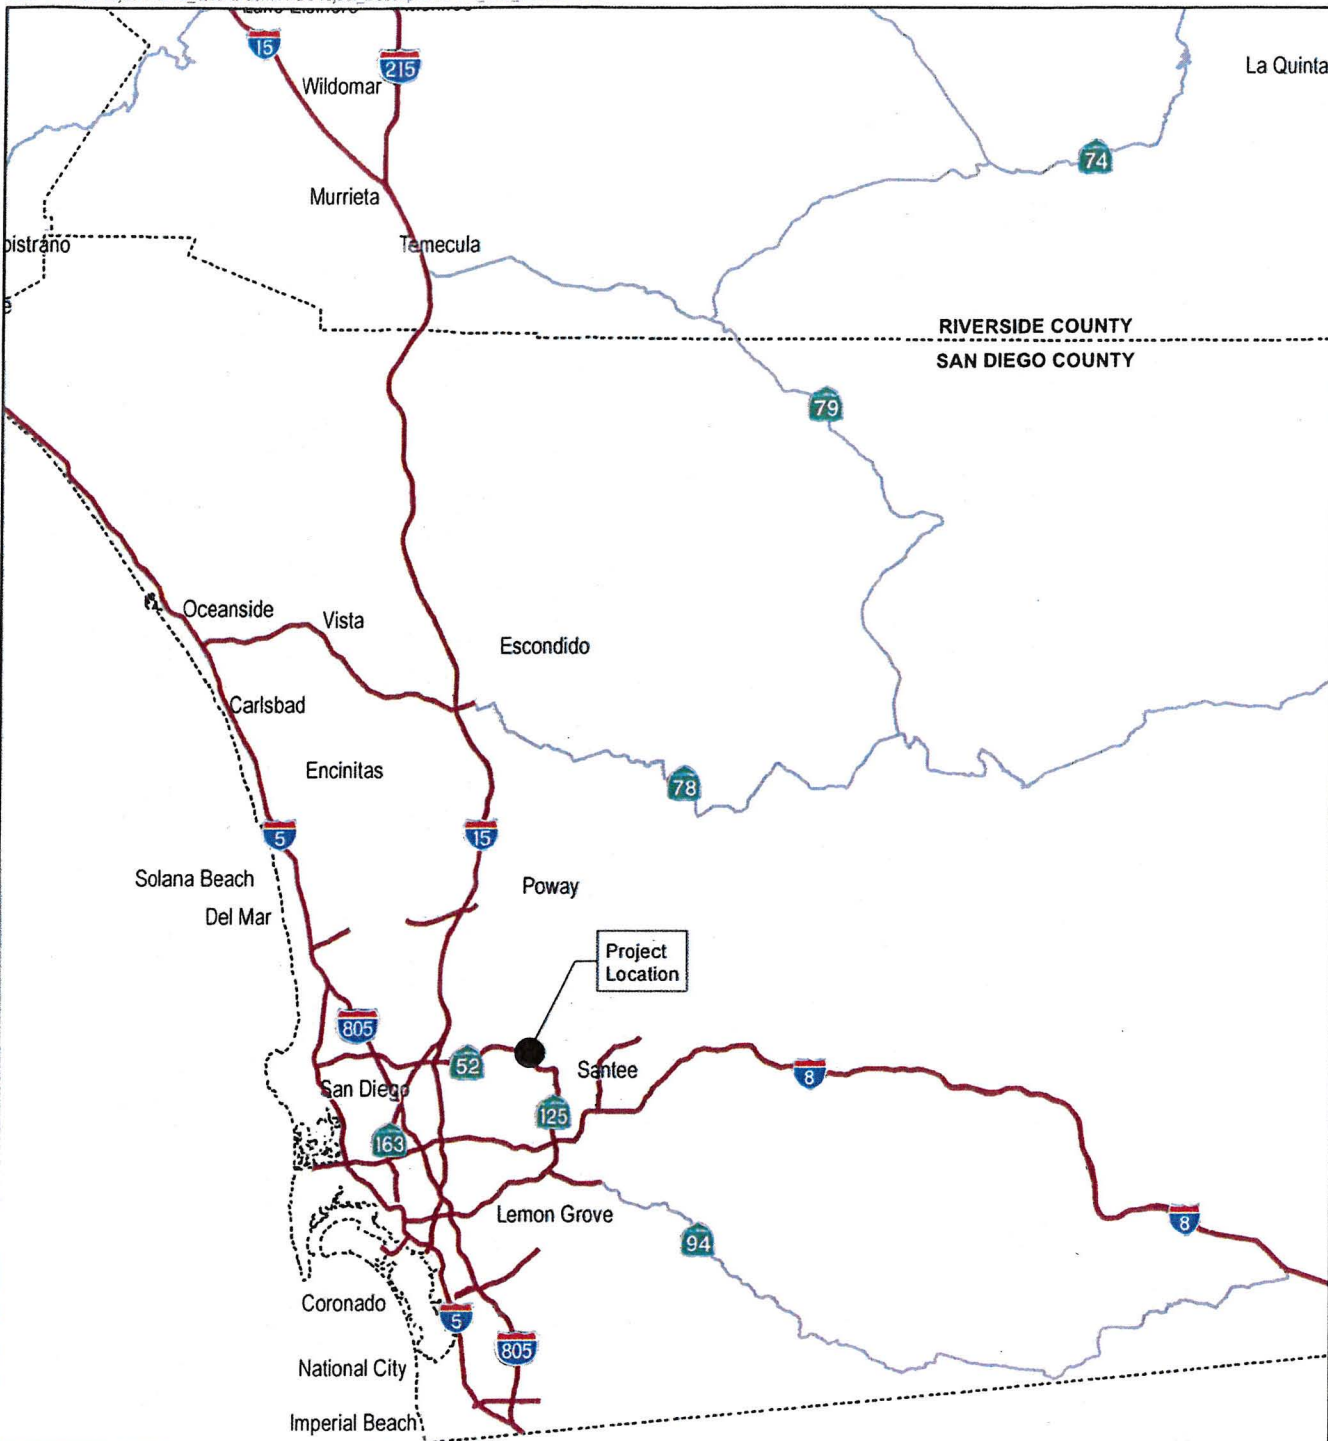 15
215
Wildomar
La Quinta
74
Murrieta
Temecula
RIVERSIDE COUNTY
SAN DIEGO COUNTY
79
Oceanside
Vista
Escondido
Carlsbad
Encinitas
78
5
15
Solana Beach
Poway
Del Mar
Project
Location
805
52
Santee
8
San Diego
125
163
Lemon Grove
94
8
Coronado
5
805
National City
Imperial Beach